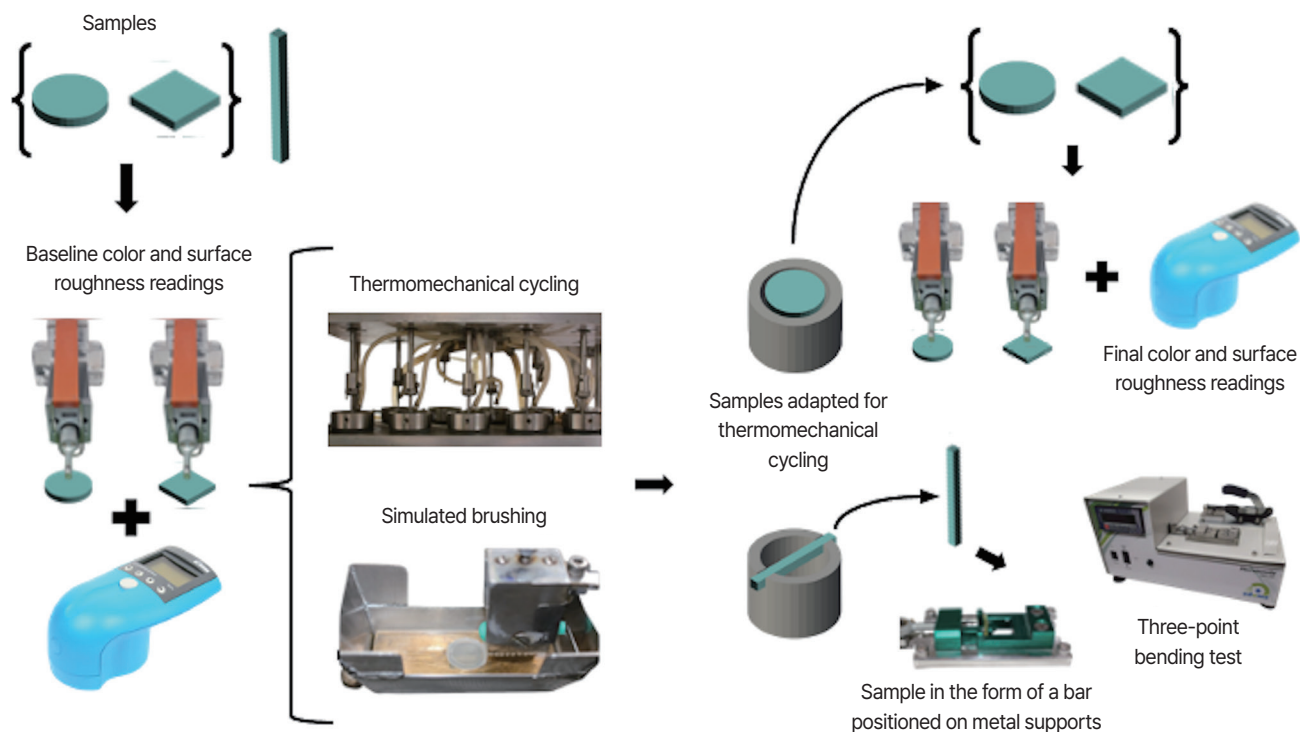 Samples
Baseline color and surface
roughness readings
Thermomechanical cycling
Simulated brushing
Samples adapted for
thermomechanical
cycling
Final color and surface
roughness readings
Sample in the form of a bar
positioned on metal supports
Three-point
bending test